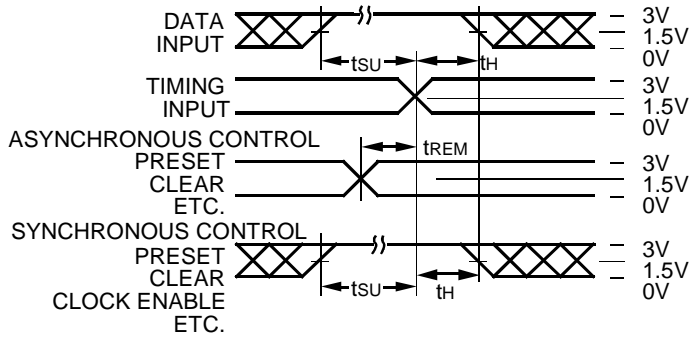 DATA
INPUT
tSU
tH
3V
1.5V
0V
TIMING
INPUT
3V
1.5V
0V
ASYNCHRONOUS CONTROL
PRESET
CLEAR
ETC.
tREM
3V
1.5V
0V
SYNCHRONOUS CONTROL
PRESET
CLEAR
CLOCK ENABLE
ETC.
tSU
tH
3V
1.5V
0V